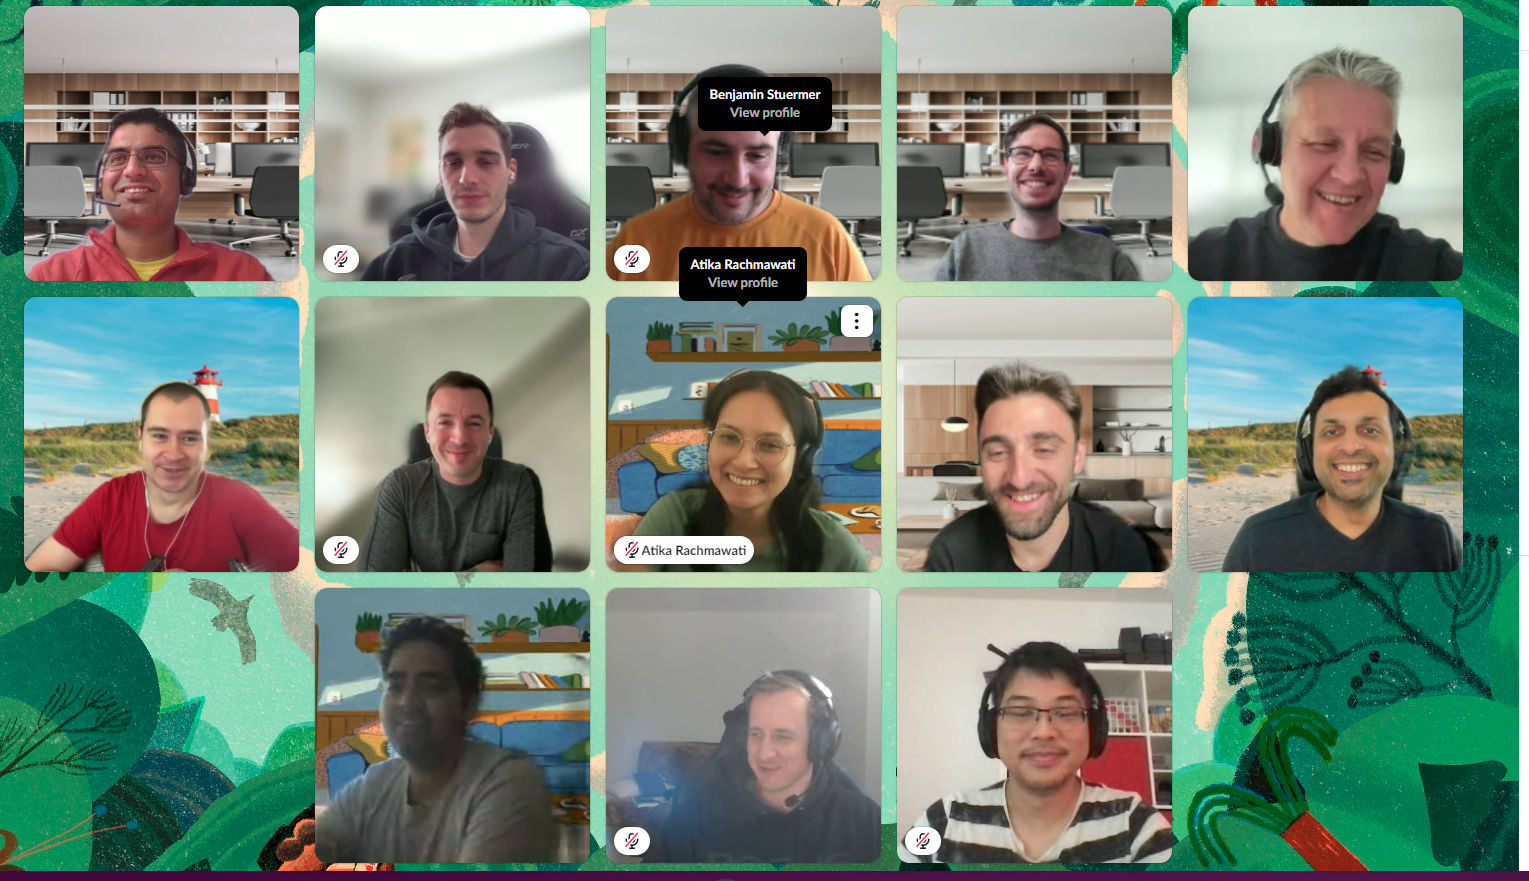 Benjamin Stuermer
View profile
Atika Rachmawati
View profile
Atika Rachmawati